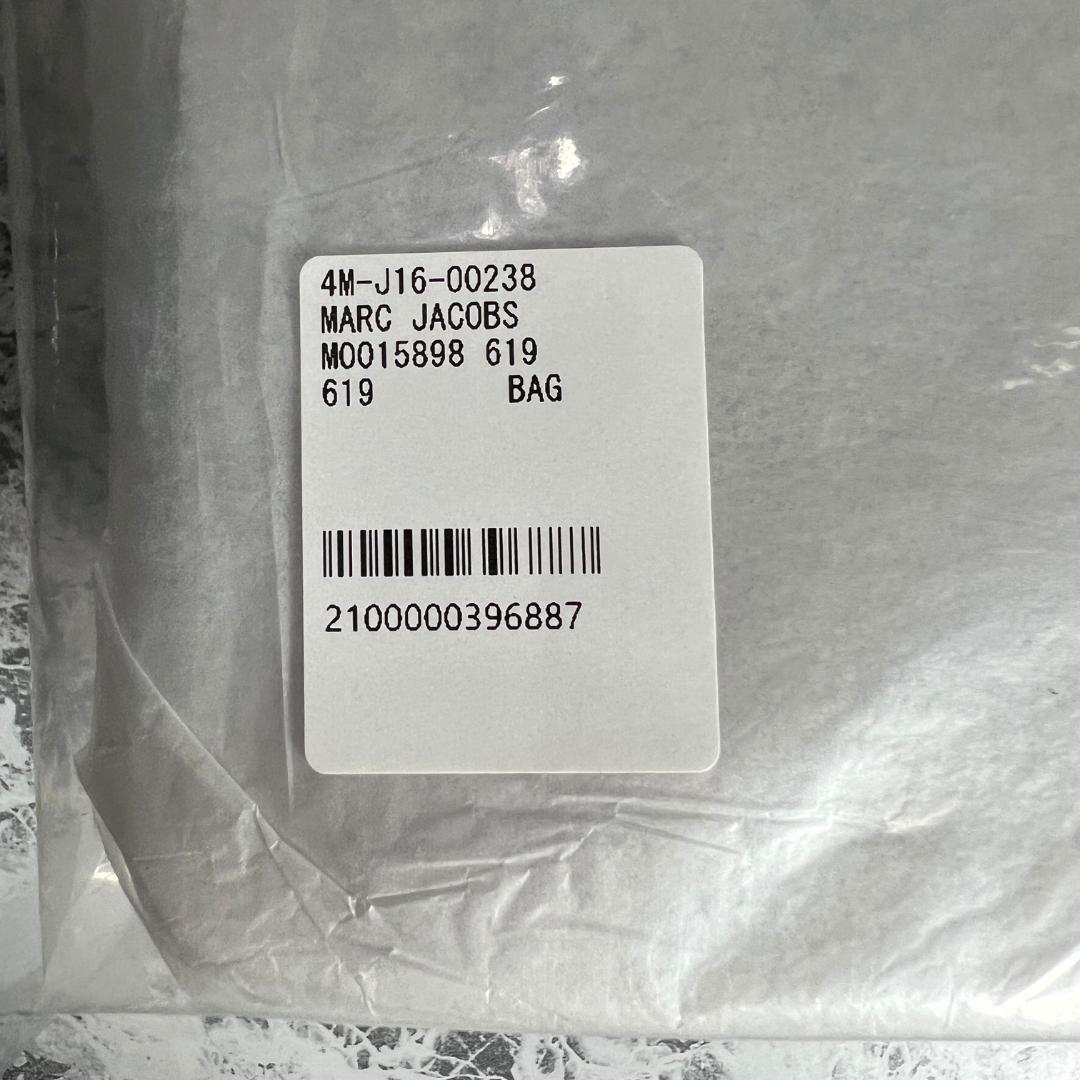 4M-J16-00238
MARC JACOBS
M0015898 619
619 BAG
2100000396887